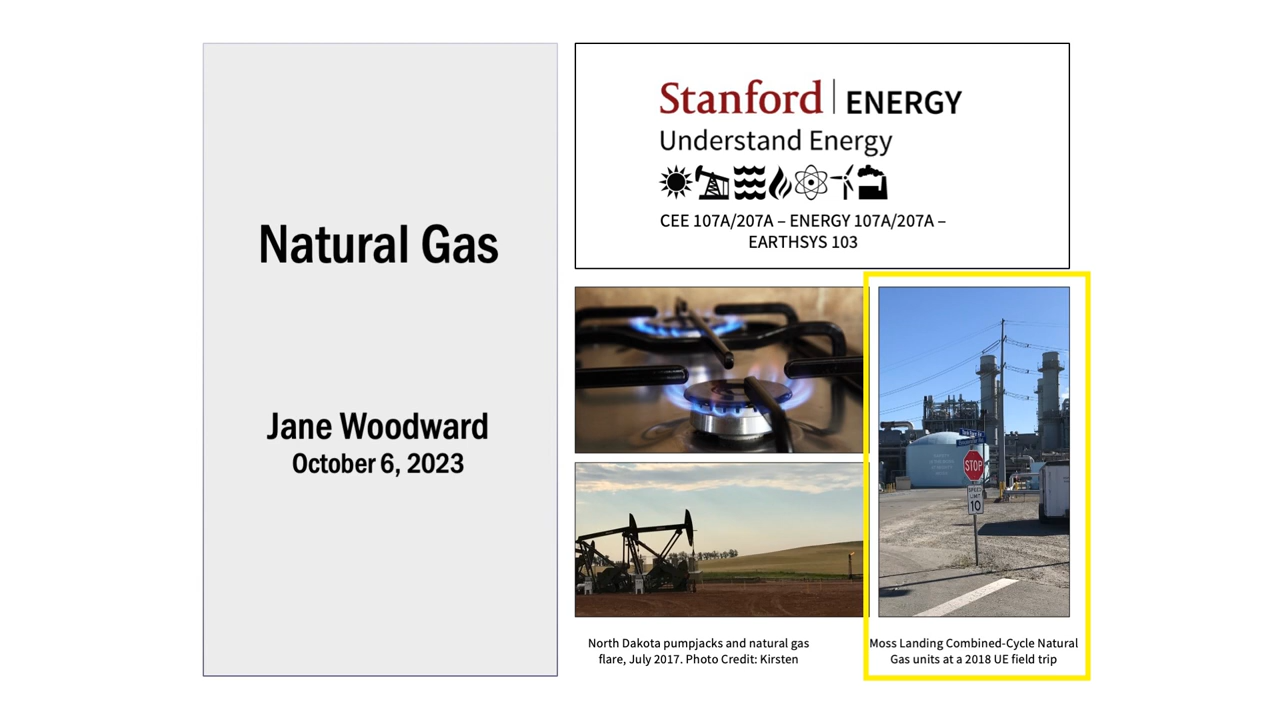 Natural Gas
Jane Woodward
October 6, 2023
Stanford | ENERGY
Understand Energy
CEE 107A/207A – ENERGY 107A/207A –
EARTHSYS 103
STOP
SPEED
LIMIT
10
North Dakota pumpjacks and natural gas
flare, July 2017. Photo Credit: Kirsten
Moss Landing Combined-Cycle Natural
Gas units at a 2018 UE field trip